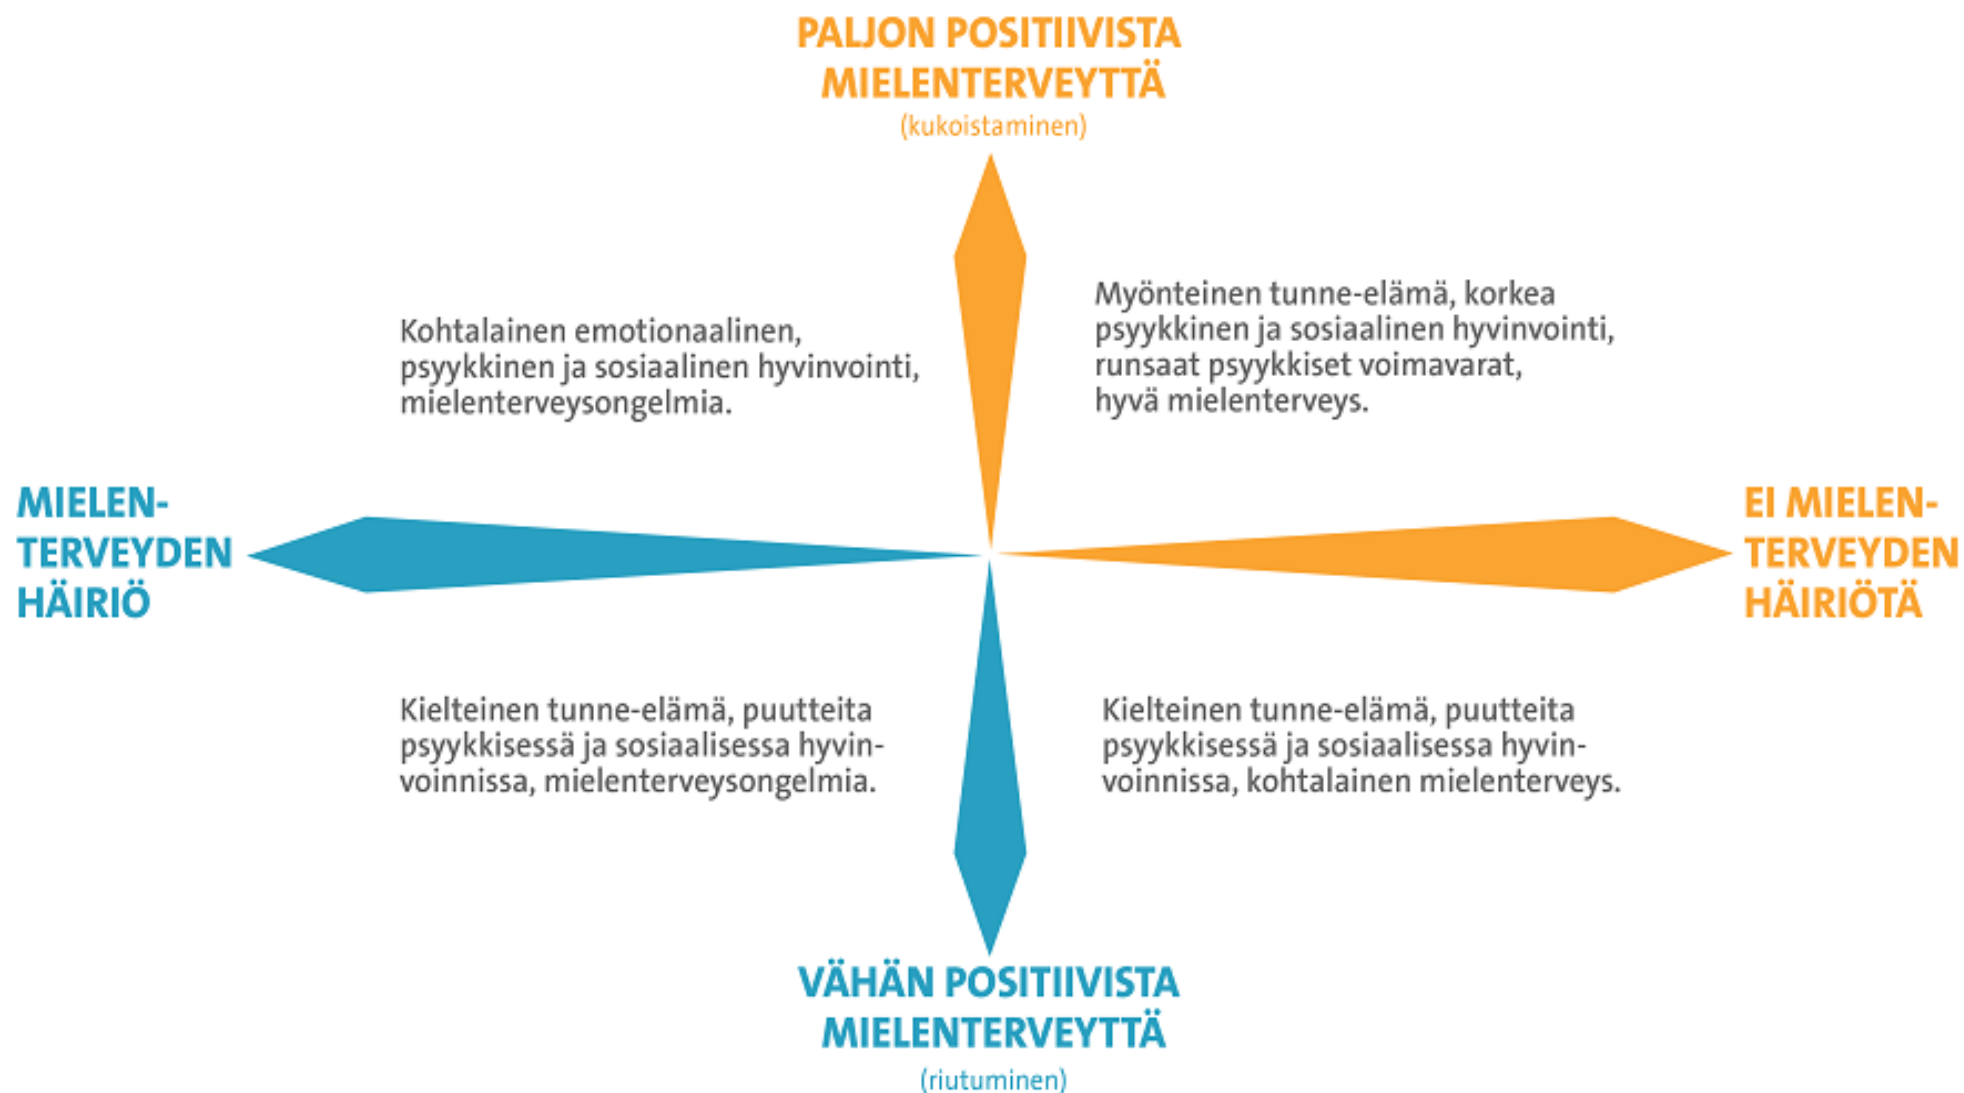 PALJON POSITIIVISTA
MIELENTERVEYTTÄ
(kukoistaminen)
Kohtalainen emotionaalinen,
psyykkinen ja sosiaalinen hyvinvointi,
mielenterveysongelmia.
Myönteinen tunne-elämä, korkea
psyykkinen ja sosiaalinen hyvinvointi,
runsaat psyykkiset voimavarat,
hyvä mielenterveys.
MIELEN-
TERVEYDEN
HÄIRIÖ
EI MIELEN-
TERVEYDEN
HÄIRIÖTÄ
Kielteinen tunne-elämä, puutteita
psyykkisessä ja sosiaalisessa hyvin-
voinnissa, mielenterveysongelmia.
Kielteinen tunne-elämä, puutteita
psyykkisessä ja sosiaalisessa hyvin-
voinnissa, kohtalainen mielenterveys.
VÄHÄN POSITIIVISTA
MIELENTERVEYTTÄ
(riutuminen)